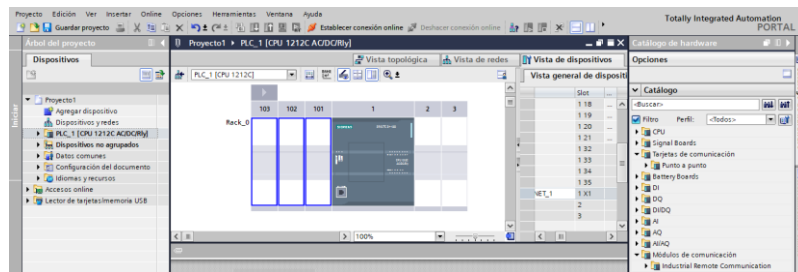 Proyecto Edición Ver Insertar Online Opciones Herramientas Ventana Ayuda
Totally Integrated Automation
PORTAL
Guardar proyecto
Establecer conexión online
Deshacer conexión online
Árbol del proyecto
Dispositivos
Proyecto1
Agregar dispositivo
Dispositivos y redes
PLC_1 [CPU 1212C AC/DC/Rly]
Dispositivos no agrupados
Datos comunes
Configuración del documento
Idiomas y recursos
Accesos online
Lector de tarjetas/memoria USB
Iniciar
Proyecto1 ▸ PLC_1 [CPU 1212C AC/DC/Rly]
Vista topológica
Vista de redes
Vista de dispositivos
PLC_1 [CPU 1212C]
103 102 101 1 2 3
Rack_0
SIEMENS
100%
Vista general de dispositi
Slot
1 18
1 19
1 20
1 21
1 32
1 33
1 34
1 35
NET_1 1 X1
2
3
Catálogo de hardware
Opciones
Catálogo
<Buscar>
Filtro Perfil: <Todos>
CPU
Signal Boards
Tarjetas de comunicación
Punto a punto
Battery Boards
DI
DQ
DI/DQ
AI
AQ
AI/AQ
Módulos de comunicación
Industrial Remote Communication